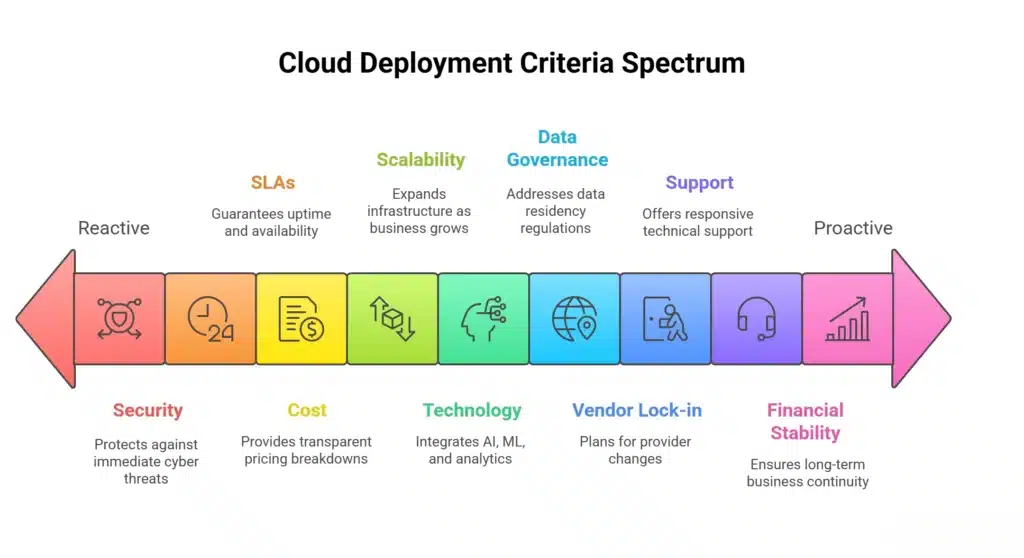 Cloud Deployment Criteria Spectrum
Reactive
Proactive
SLAs
Guarantees uptime
and availability
Scalability
Expands
infrastructure as
business grows
Data
Governance
Addresses data
residency
regulations
Support
Offers responsive
technical support
24
$
Security
Protects against
immediate cyber
threats
Cost
Provides transparent
pricing breakdowns
Technology
Integrates AI, ML,
and analytics
Vendor Lock-in
Plans for provider
changes
Financial
Stability
Ensures long-term
business continuity